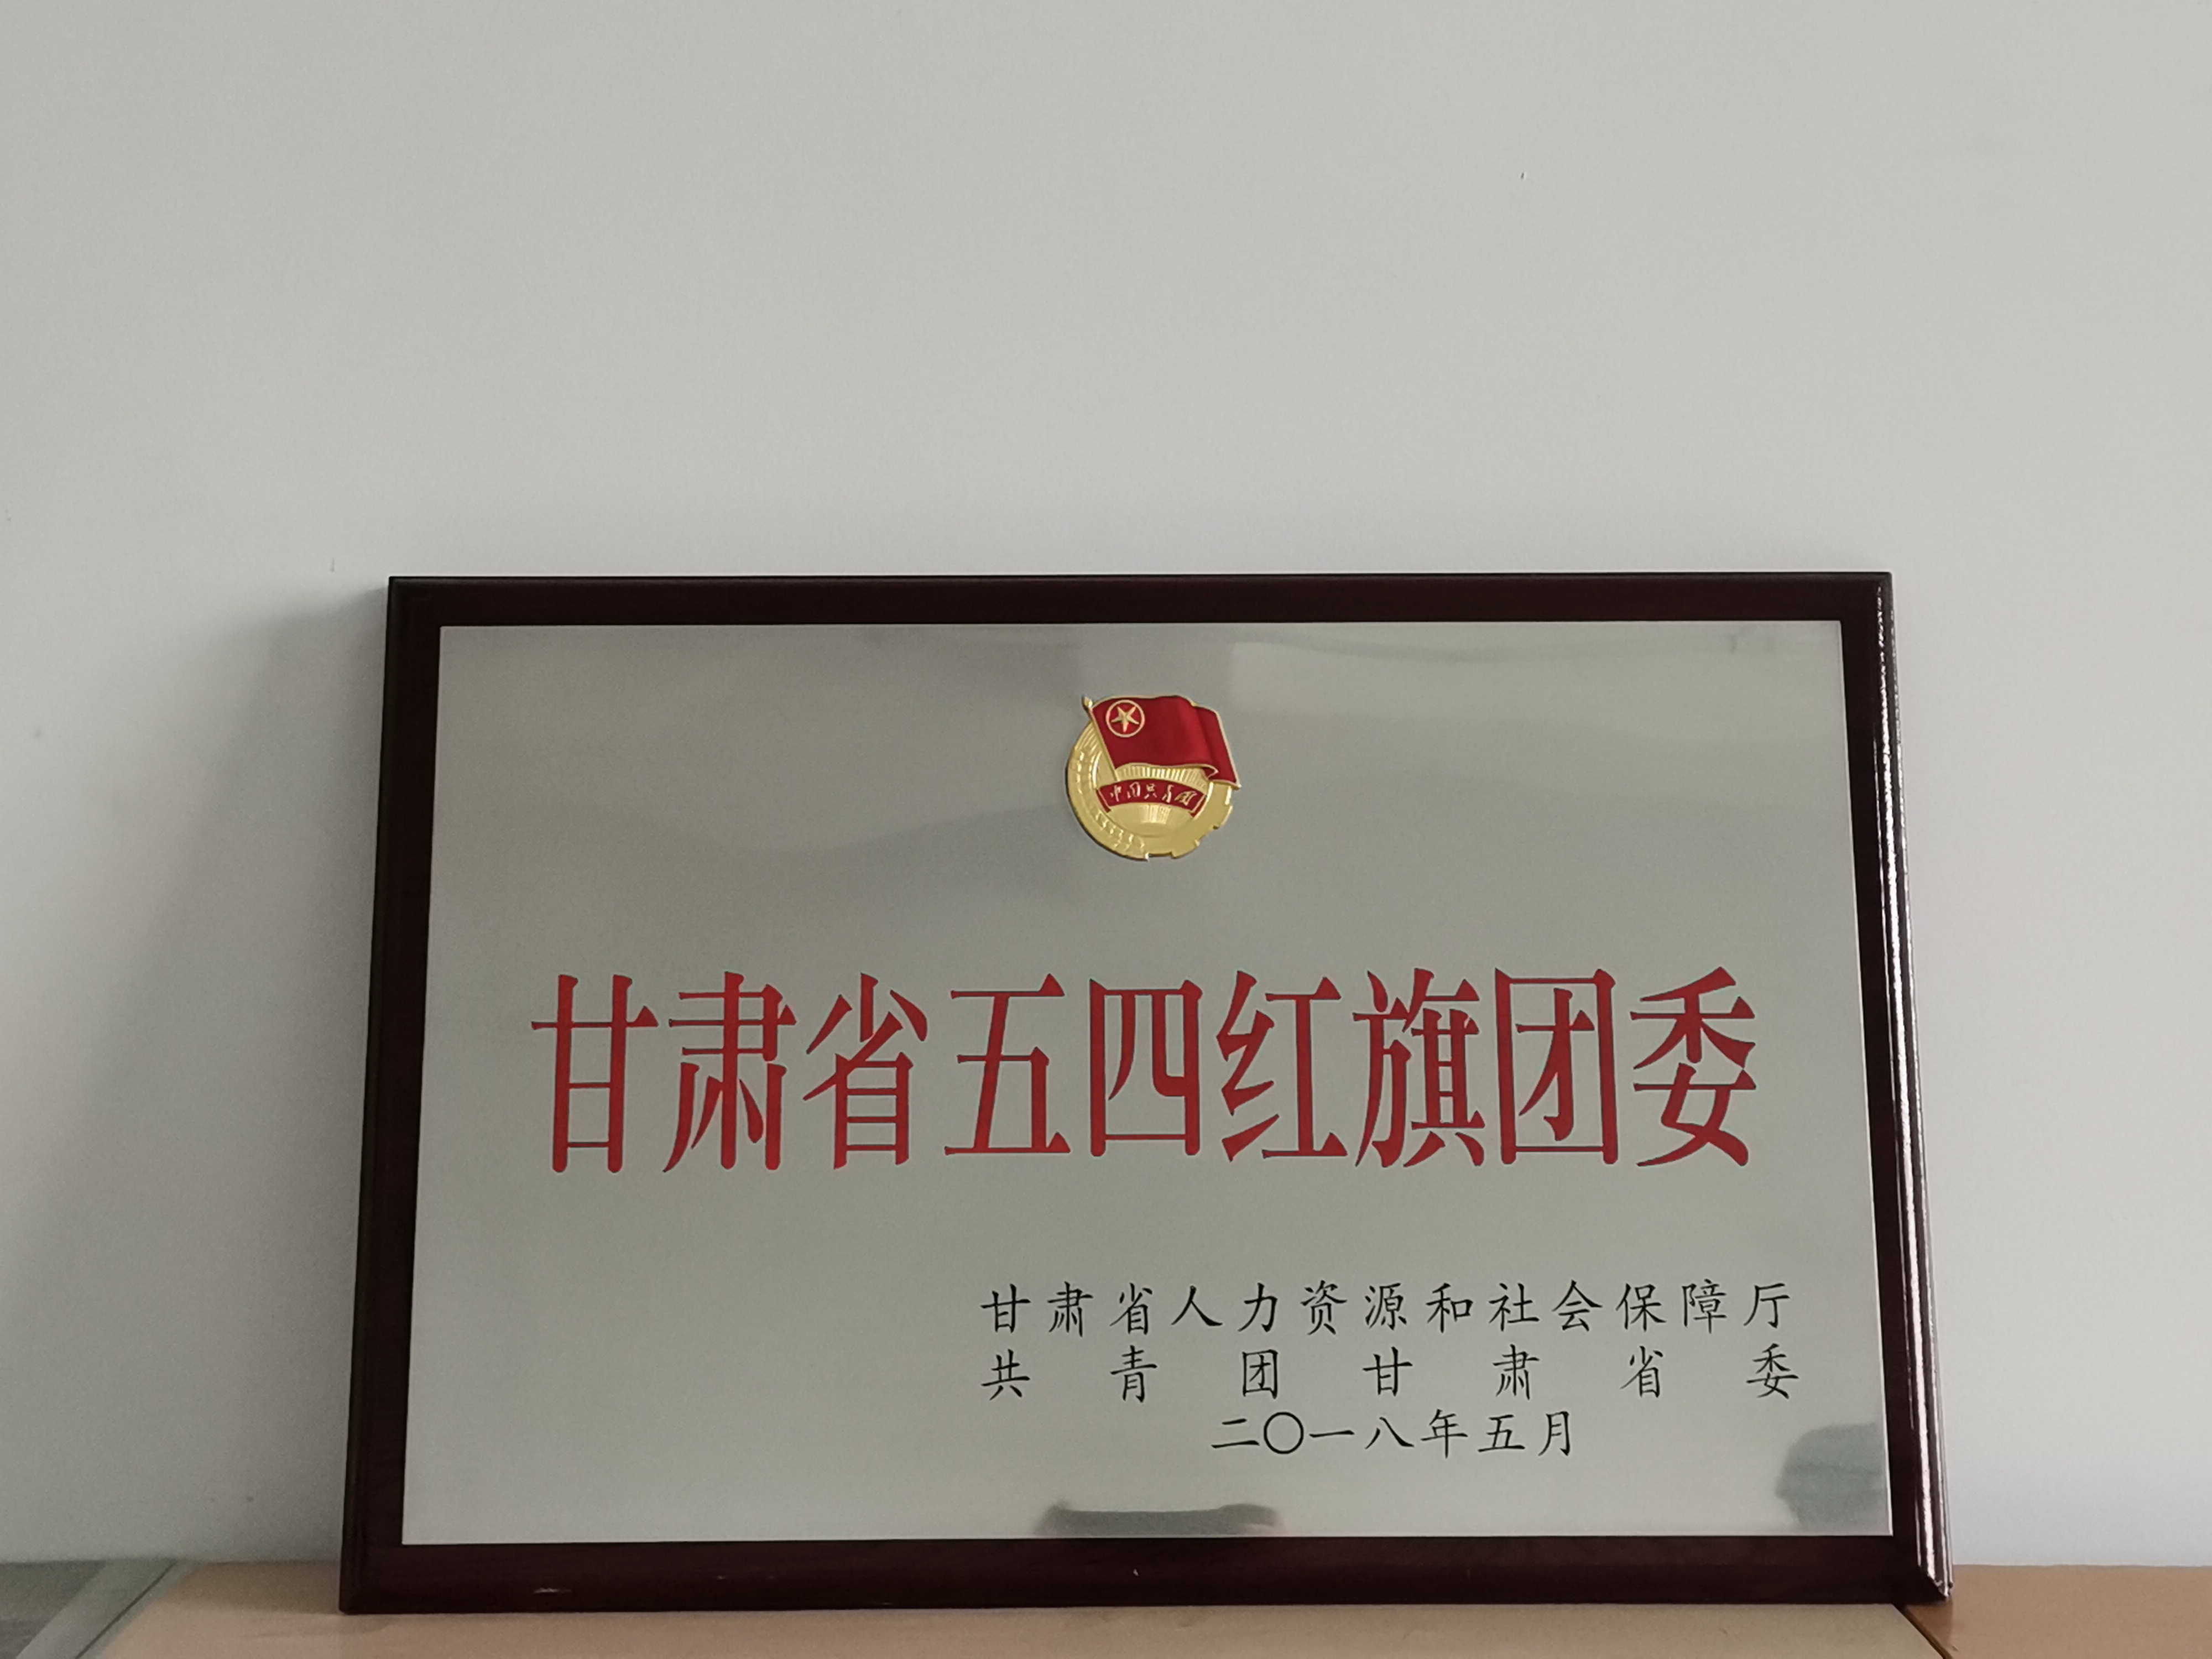 中国共青团
甘肃省五四红旗团委
甘肃省人力资源和社会保障厅
共青团甘肃省委
二〇一八年五月